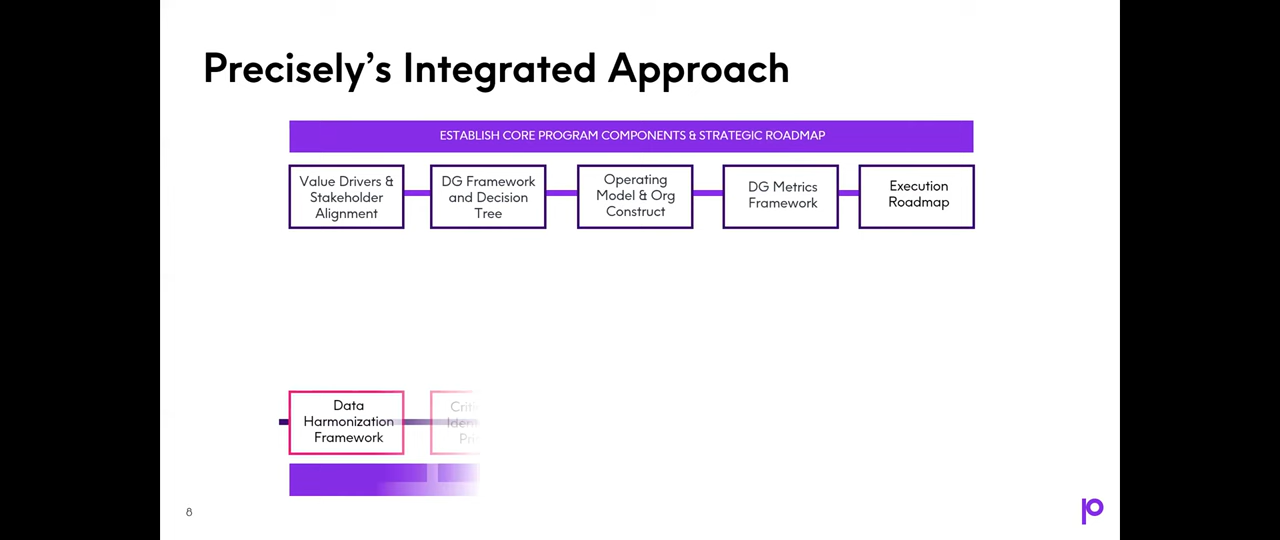 Precisely’s Integrated Approach
ESTABLISH CORE PROGRAM COMPONENTS & STRATEGIC ROADMAP
Value Drivers &
Stakeholder
Alignment
DG Framework
and Decision
Tree
Operating
Model & Org
Construct
DG Metrics
Framework
Execution
Roadmap
Data
Harmonization
Framework
8